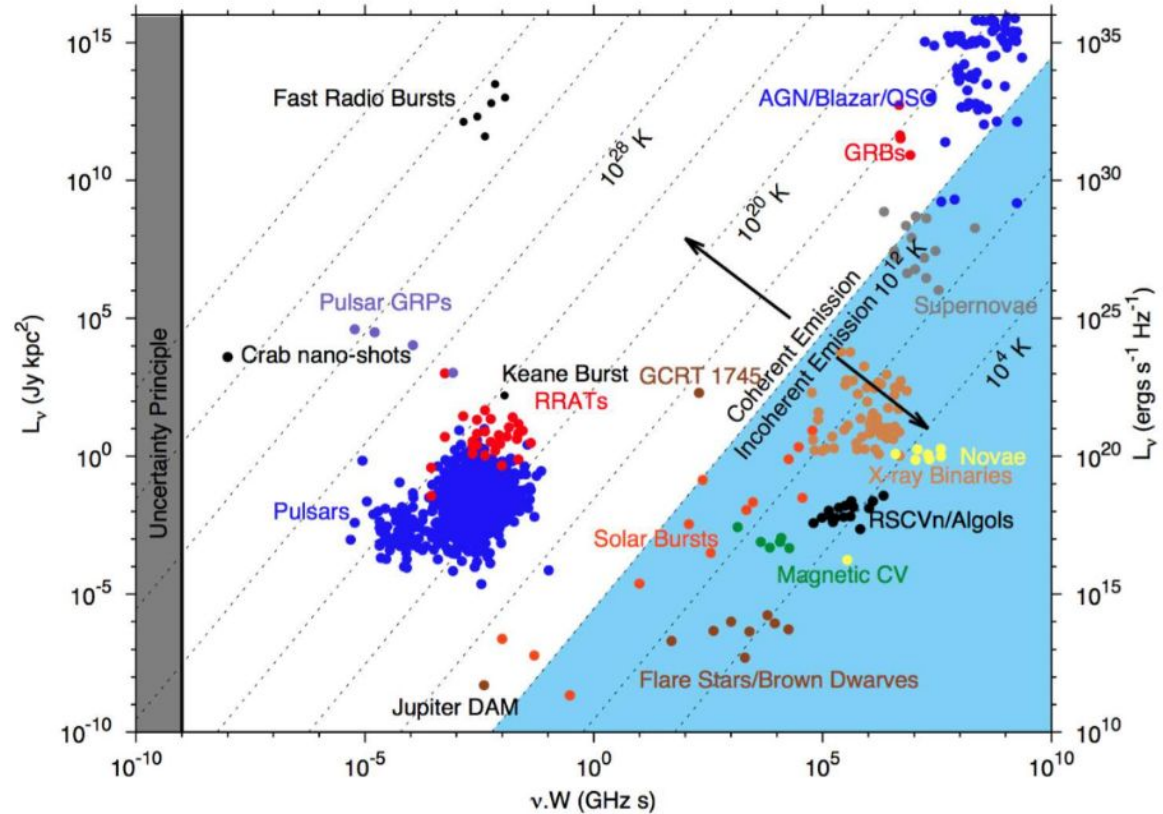 10^15
10^10
10^5
10^0
10^-5
10^-10
L_ν (Jy kpc²)
10^35
10^30
10^25
10^20
10^15
10^10
L_ν (ergs s⁻¹ Hz⁻¹)
10^-10
10^-5
10^0
10^5
10^10
ν.W (GHz s)
Uncertainty Principle
Fast Radio Bursts
AGN/Blazar/QSO
GRBs
10^28 K
10^20 K
10^12 K
10^4 K
Coherent Emission
Incoherent Emission
Supernovae
Pulsar GRPs
Crab nano-shots
Keane Burst
RRATs
GCRT 1745
Novae
X-ray Binaries
Pulsars
Solar Bursts
RSCVn/Algols
Magnetic CV
Flare Stars/Brown Dwarves
Jupiter DAM